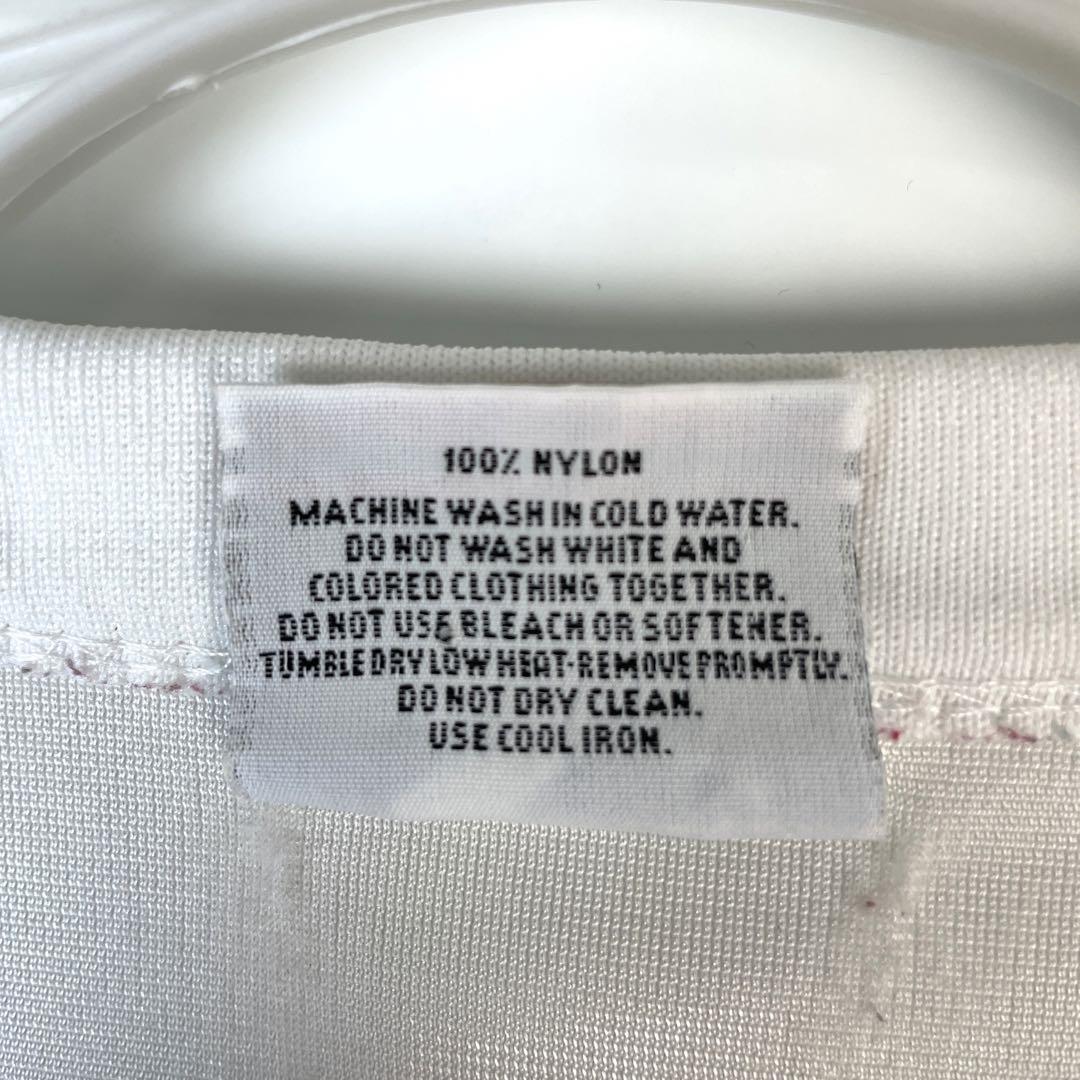 100% NYLON
MACHINE WASH IN COLD WATER.
DO NOT WASH WHITE AND
COLORED CLOTHING TOGETHER.
DO NOT USE BLEACH OR SOFTENER.
TUMBLE DRY LOW HEAT-REMOVE PROMPTLY.
DO NOT DRY CLEAN.
USE COOL IRON.